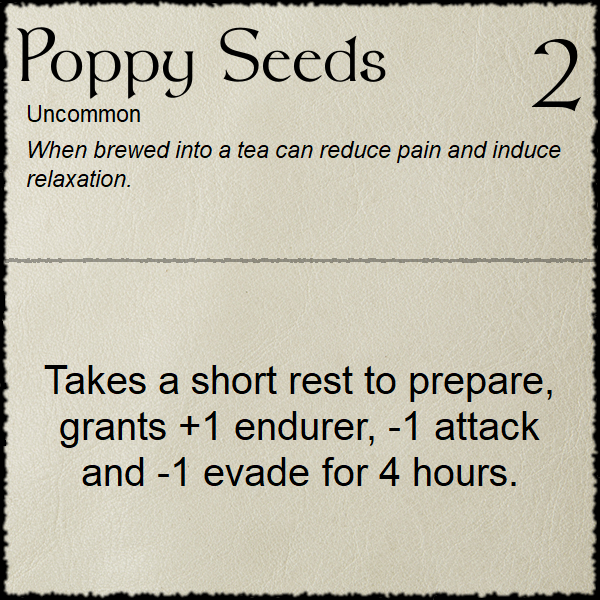 Poppy Seeds
2
Uncommon
When brewed into a tea can reduce pain and induce
relaxation.
Takes a short rest to prepare,
grants +1 endurer, -1 attack
and -1 evade for 4 hours.